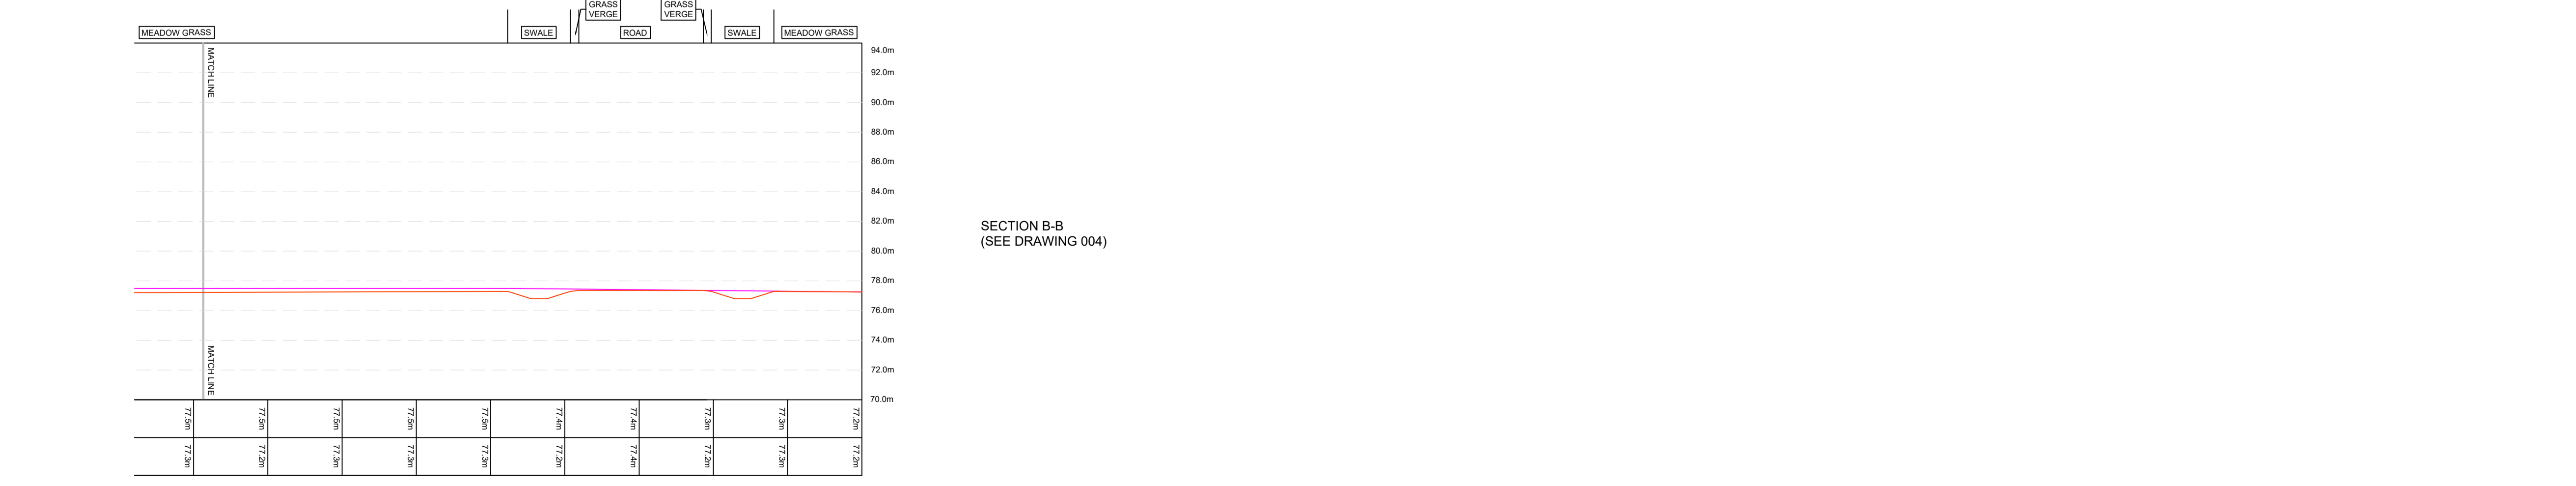 GRASS
VERGE
GRASS
VERGE
MEADOW GRASS
SWALE
ROAD
SWALE
MEADOW GRASS
MATCH LINE
94.0m
92.0m
90.0m
88.0m
86.0m
84.0m
82.0m
80.0m
78.0m
76.0m
74.0m
72.0m
70.0m
SECTION B-B
(SEE DRAWING 004)
MATCH LINE
77.5m
77.5m
77.5m
77.5m
77.5m
77.4m
77.4m
77.3m
77.3m
77.2m
77.3m
77.2m
77.3m
77.3m
77.3m
77.2m
77.4m
77.2m
77.3m
77.2m